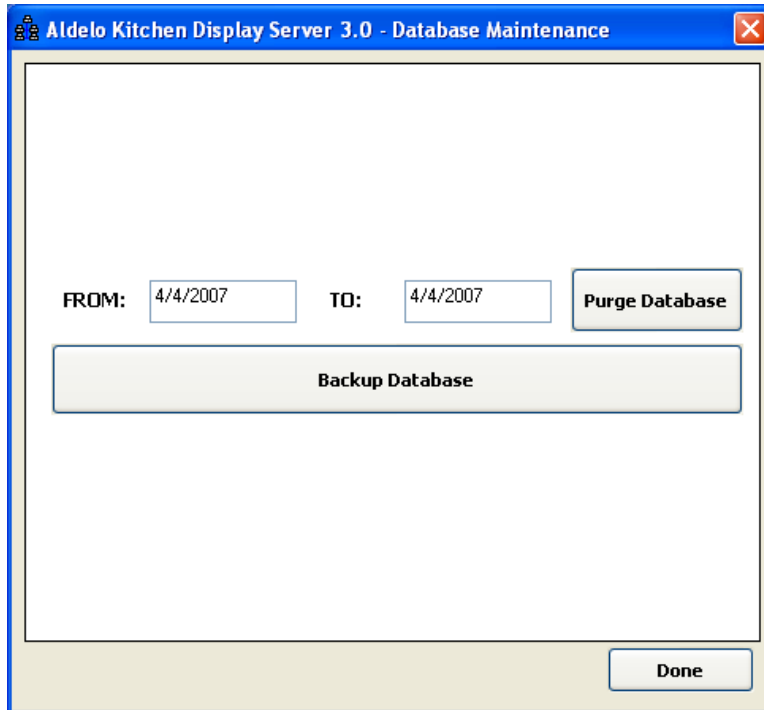 Aldelo Kitchen Display Server 3.0 - Database Maintenance
FROM: 4/4/2007 TO: 4/4/2007 Purge Database
Backup Database
Done